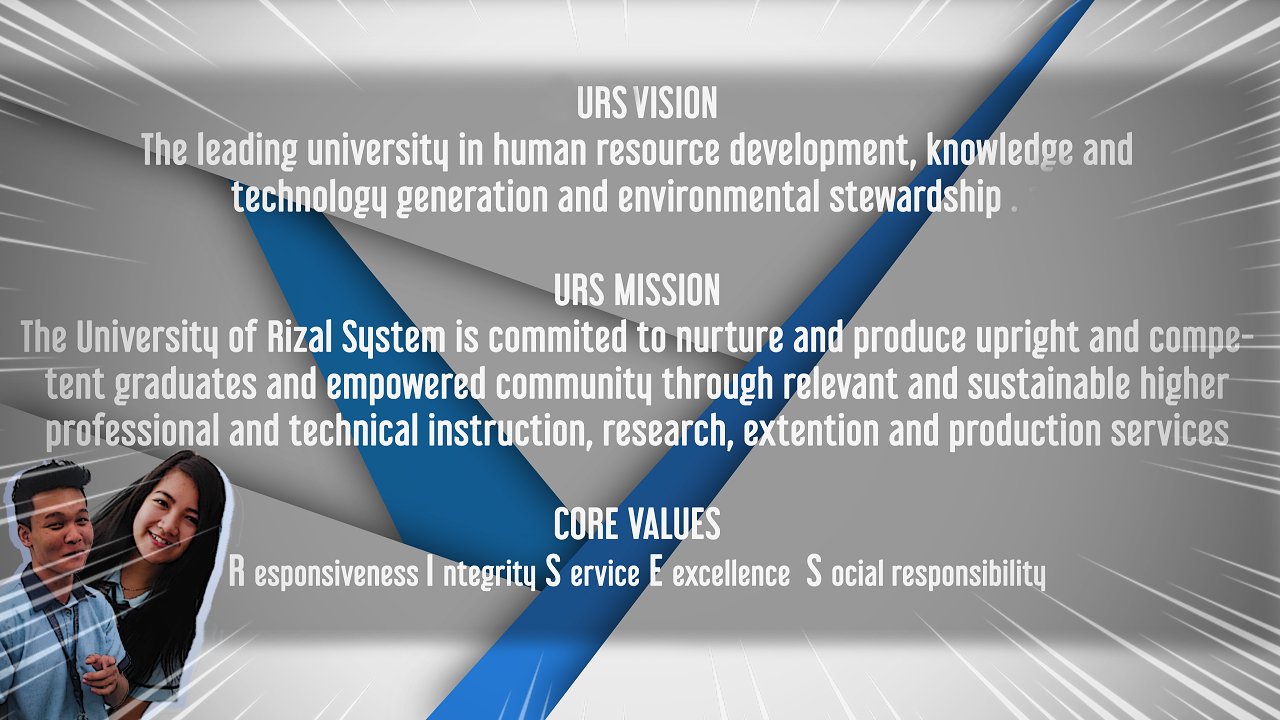 URS VISION
The leading university in human resource development, knowledge and
technology generation and environmental stewardship .
URS MISSION
The University of Rizal System is commited to nurture and produce upright and compe-
tent graduates and empowered community through relevant and sustainable higher
professional and technical instruction, research, extention and production services
CORE VALUES
R esponsiveness I ntegrity S ervice E excellence S ocial responsibility